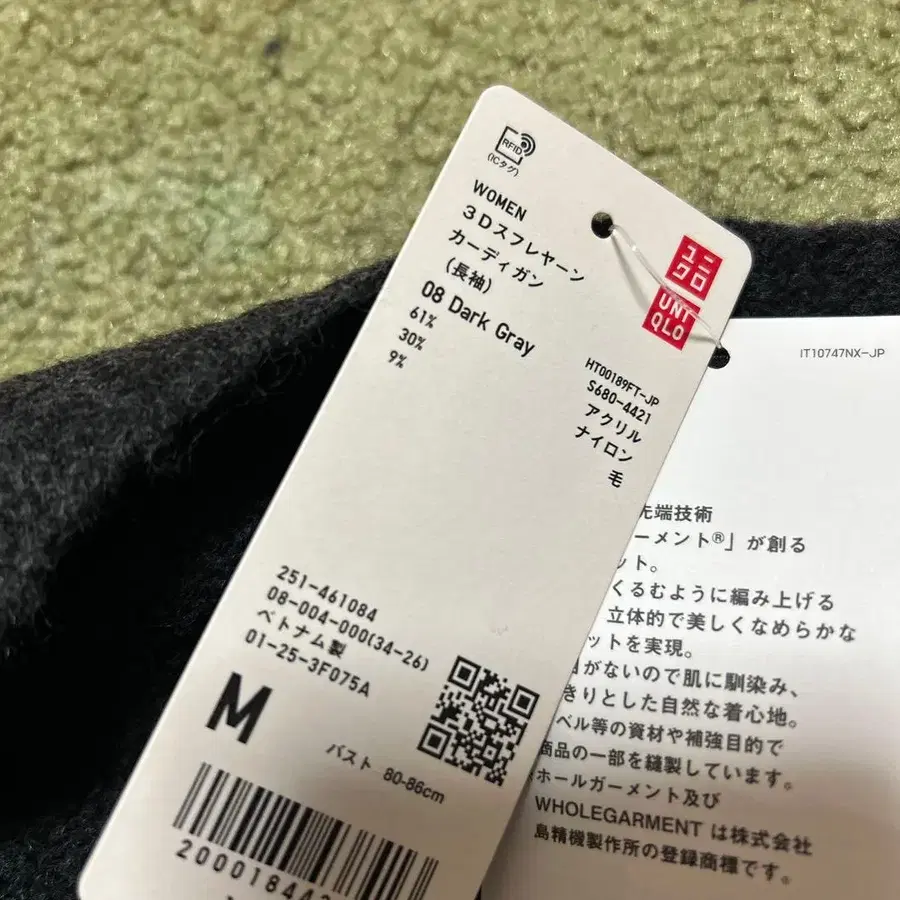 RFID
(ICタグ)
WOMEN
3Dスフレヤーン
カーディガン
(長袖)
08 Dark Gray
61%
30%
9%
ユニ
クロ
UNI
QLO
HT00189FT-JP
S680-4421
アクリル
ナイロン
毛
251-461084
08-004-000(34-26)
ベトナム製
01-25-3F075A
M
バスト 80-86cm
IT10747NX-JP
先端技術
ーメント®」が創る
ット。
くるむように編み上げる
立体的で美しくなめらかな
ットを実現。
がないので肌に馴染み、
きりとした自然な着心地。
ベル等の資材や補強目的で
商品の一部を縫製しています。
ホールガーメント及び
WHOLEGARMENT は株式会社
島精機製作所の登録商標です。